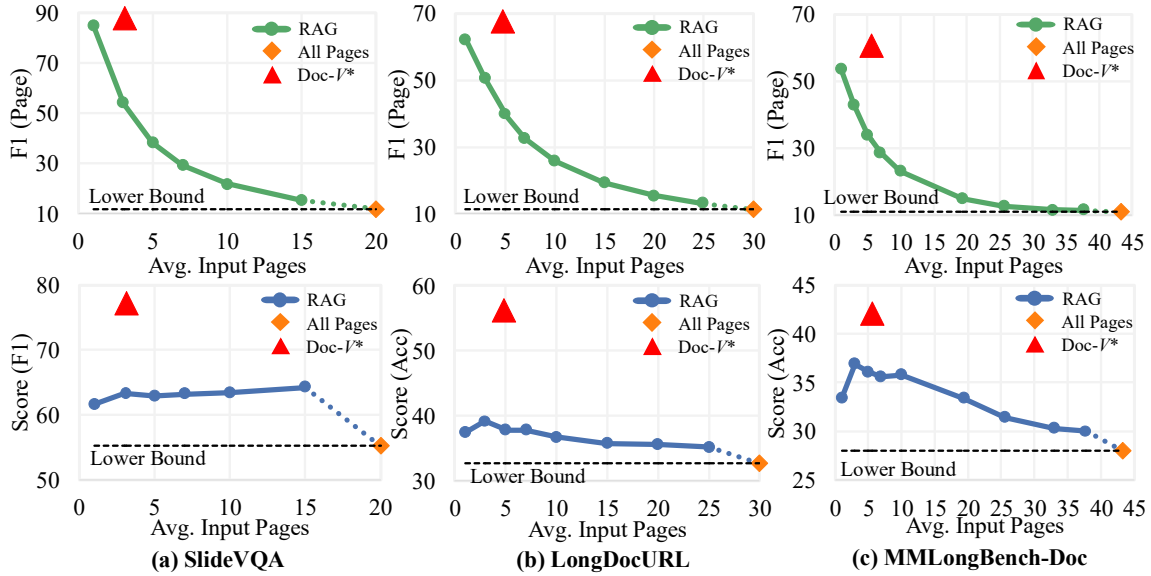 90
70
50
30
10
F1 (Page)
RAG
All Pages
Doc-V*
Lower Bound
0 5 10 15 20
Avg. Input Pages
70
50
30
10
F1 (Page)
RAG
All Pages
Doc-V*
Lower Bound
0 5 10 15 20 25 30
Avg. Input Pages
70
50
30
10
F1 (Page)
RAG
All Pages
Doc-V*
Lower Bound
0 5 10 15 20 25 30 35 40 45
Avg. Input Pages
80
70
60
50
Score (F1)
RAG
All Pages
Doc-V*
Lower Bound
0 5 10 15 20
Avg. Input Pages
(a) SlideVQA
60
50
40
30
Score (Acc)
RAG
All Pages
Doc-V*
Lower Bound
0 5 10 15 20 25 30
Avg. Input Pages
(b) LongDocURL
45
40
35
30
25
Score (Acc)
RAG
All Pages
Doc-V*
Lower Bound
0 5 10 15 20 25 30 35 40 45
Avg. Input Pages
(c) MMLongBench-Doc